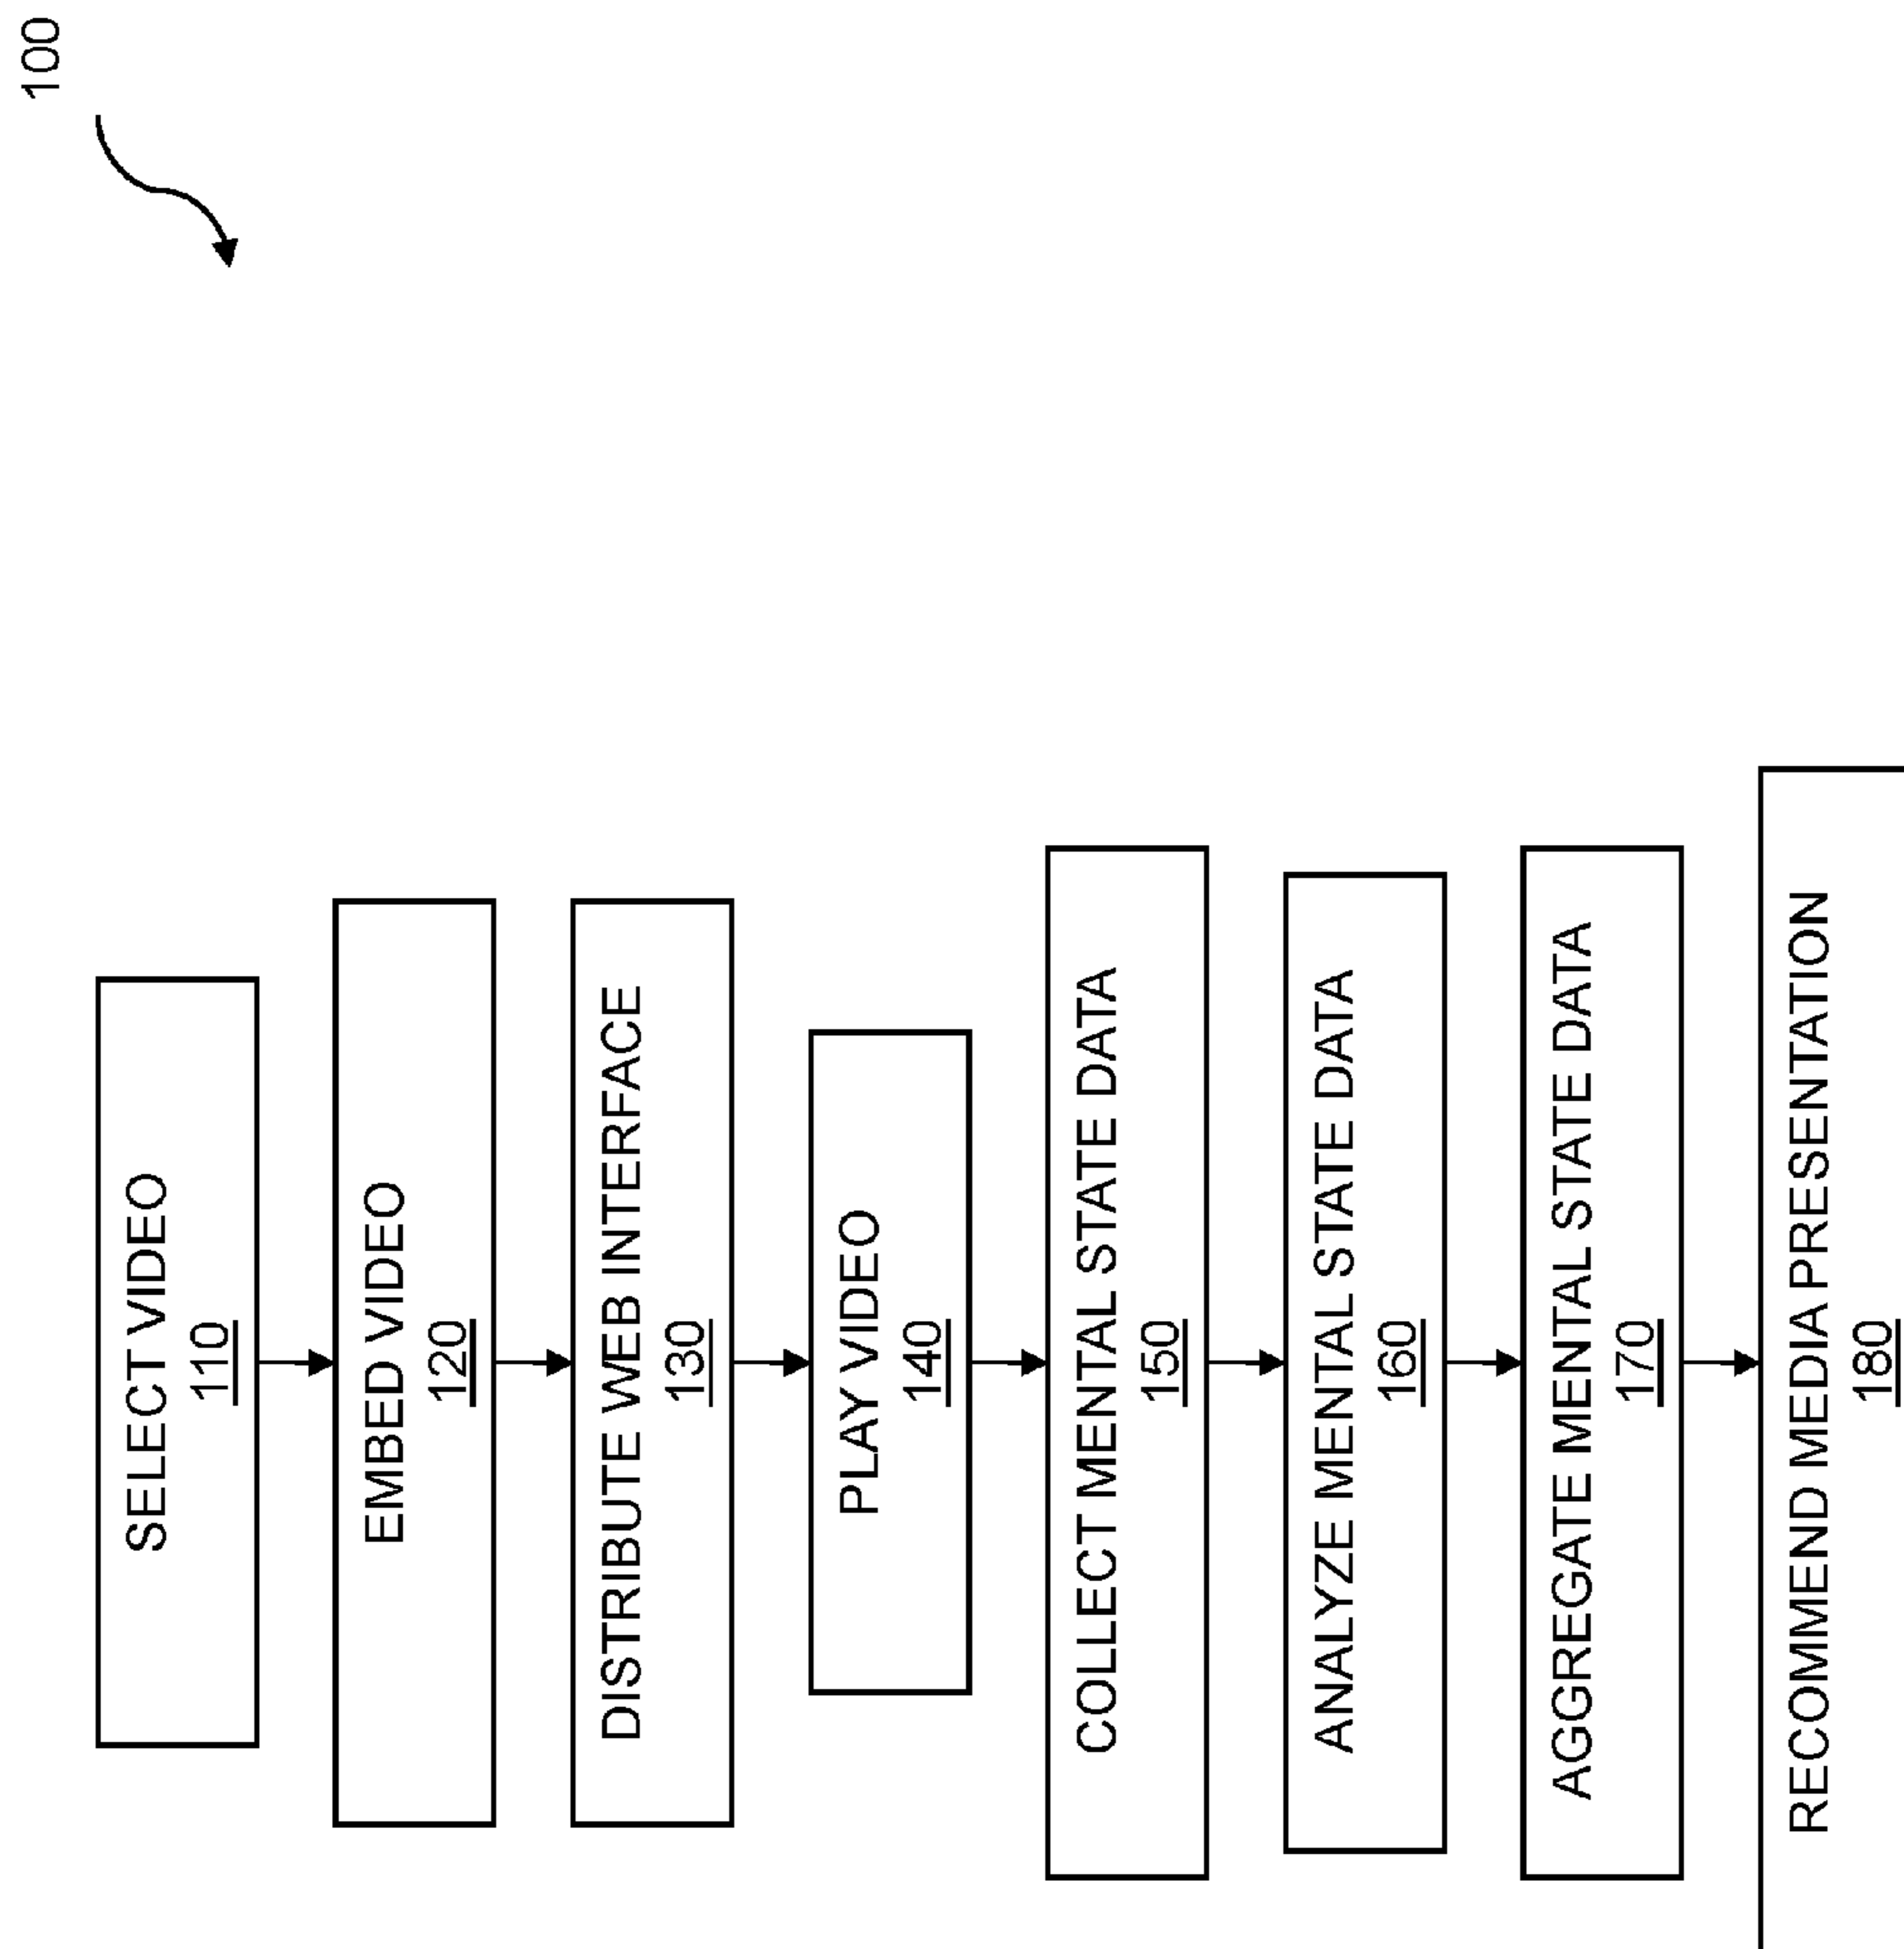 100
SELECT VIDEO
110
EMBED VIDEO
120
DISTRIBUTE WEB INTERFACE
130
PLAY VIDEO
140
COLLECT MENTAL STATE DATA
150
ANALYZE MENTAL STATE DATA
160
AGGREGATE MENTAL STATE DATA
170
RECOMMEND MEDIA PRESENTATION
180